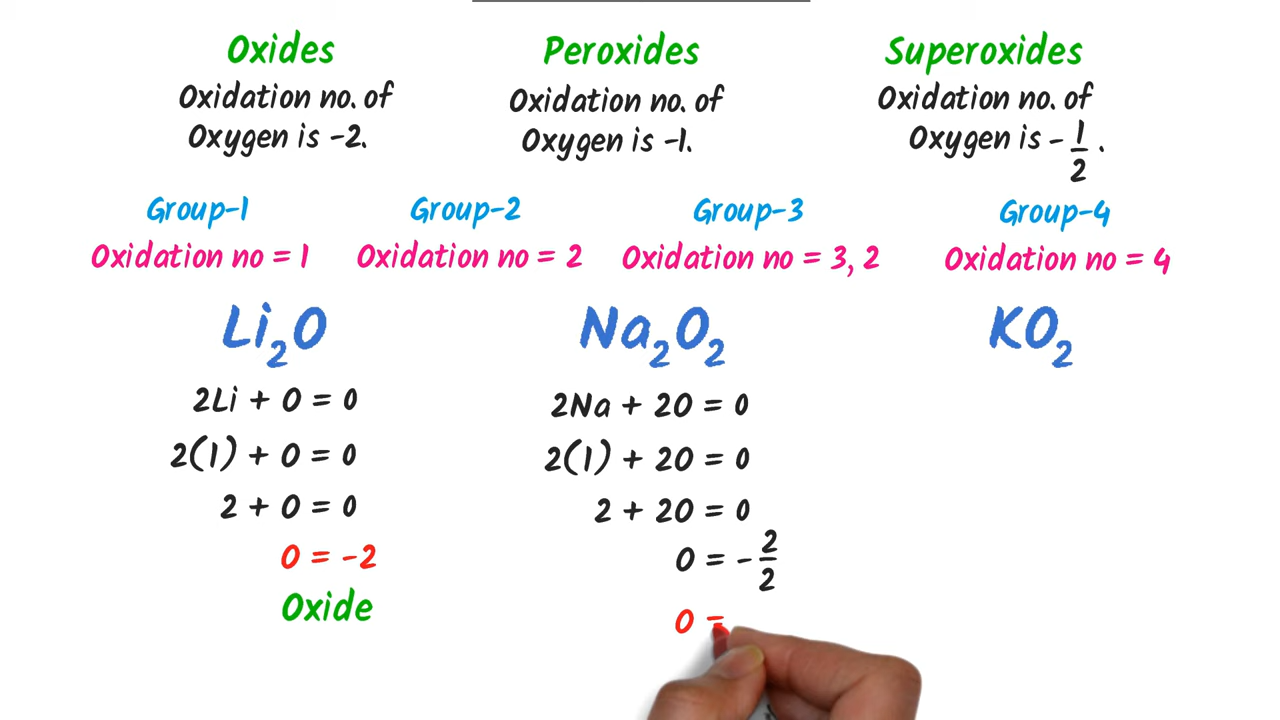 Oxides
Oxidation no. of
Oxygen is -2.
Peroxides
Oxidation no. of
Oxygen is -1.
Superoxides
Oxidation no. of
Oxygen is - 1/2 .
Group-1
Oxidation no = 1
Group-2
Oxidation no = 2
Group-3
Oxidation no = 3, 2
Group-4
Oxidation no = 4
Li₂O
2Li + O = 0
2(1) + O = 0
2 + O = 0
O = -2
Oxide
Na₂O₂
2Na + 2O = 0
2(1) + 2O = 0
2 + 2O = 0
O = - 2/2
O =
KO₂